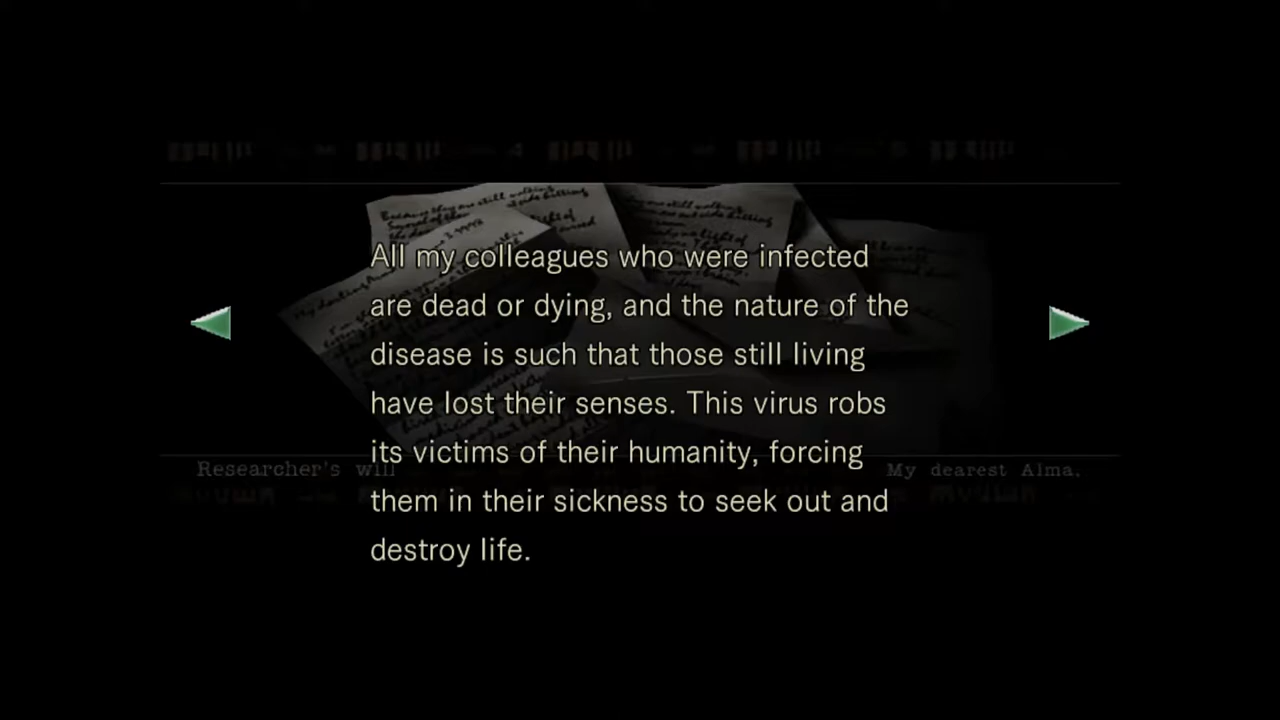 All my colleagues who were infected
are dead or dying, and the nature of the
disease is such that those still living
have lost their senses. This virus robs
its victims of their humanity, forcing
Researcher's will
My dearest Alma,
them in their sickness to seek out and
destroy life.